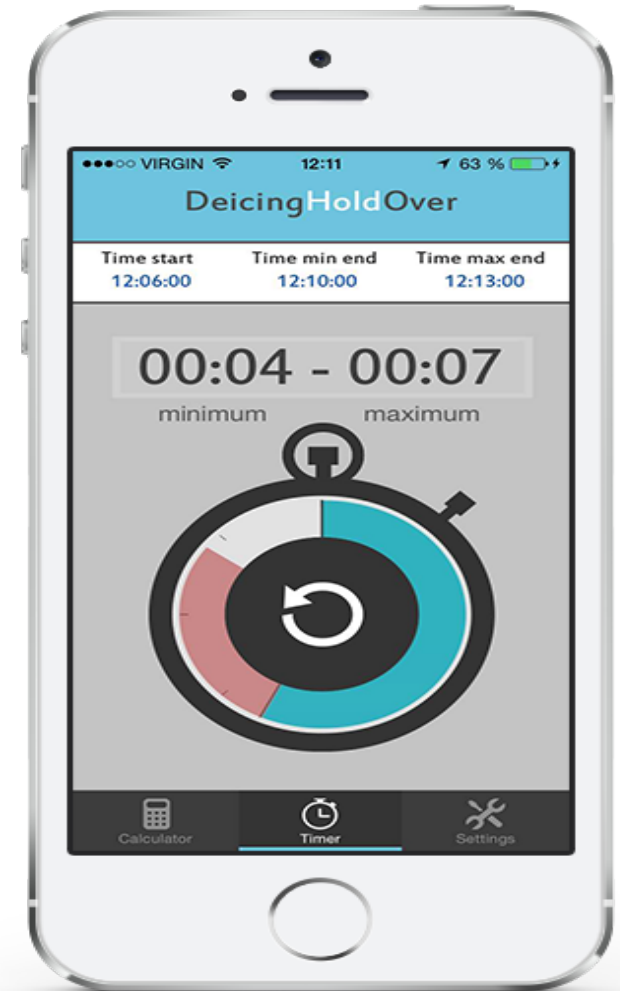 VIRGIN 12:11 63 %
DeicingHoldOver
Time start Time min end Time max end
12:06:00 12:10:00 12:13:00
00:04 - 00:07
minimum maximum
Calculator Timer Settings